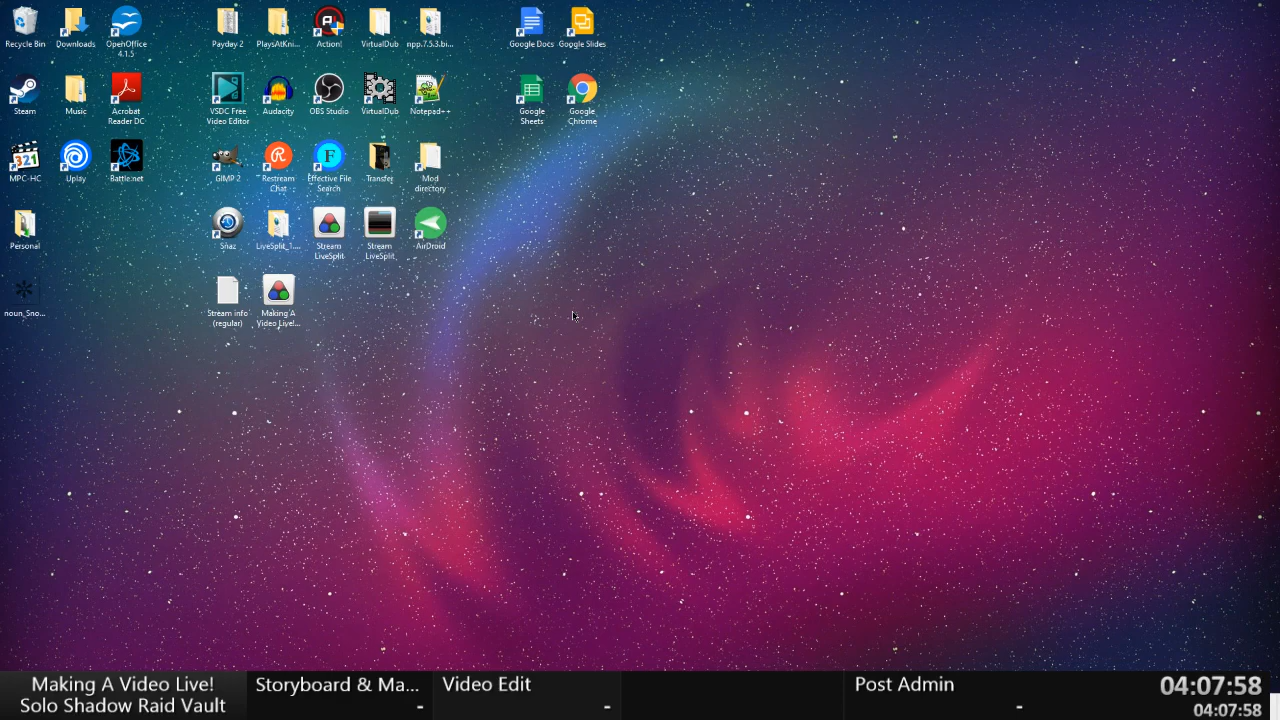 Recycle Bin
Downloads
OpenOffice
4.1.5
Payday 2
PlaysAtKni...
Action!
VirtualDub
npp.7.5.3.bi...
Google Docs
Google Slides
Steam
Music
Acrobat
Reader DC
VSDC Free
Video Editor
Audacity
OBS Studio
VirtualDub
Notepad++
Google
Sheets
Google
Chrome
321
MPC-HC
Uplay
Battle.net
GIMP 2
Restream
Chat
F
Effective File
Search
Transfer
Mod
directory
Personal
Snaz
LiveSplit_1....
Stream
LiveSplit
Stream
LiveSplit
AirDroid
noun_Sno...
Stream info
(regular)
Making A
Video Live!...
Making A Video Live!
Solo Shadow Raid Vault
Storyboard & Ma...
-
Video Edit
-
Post Admin
-
04:07:58
04:07:58